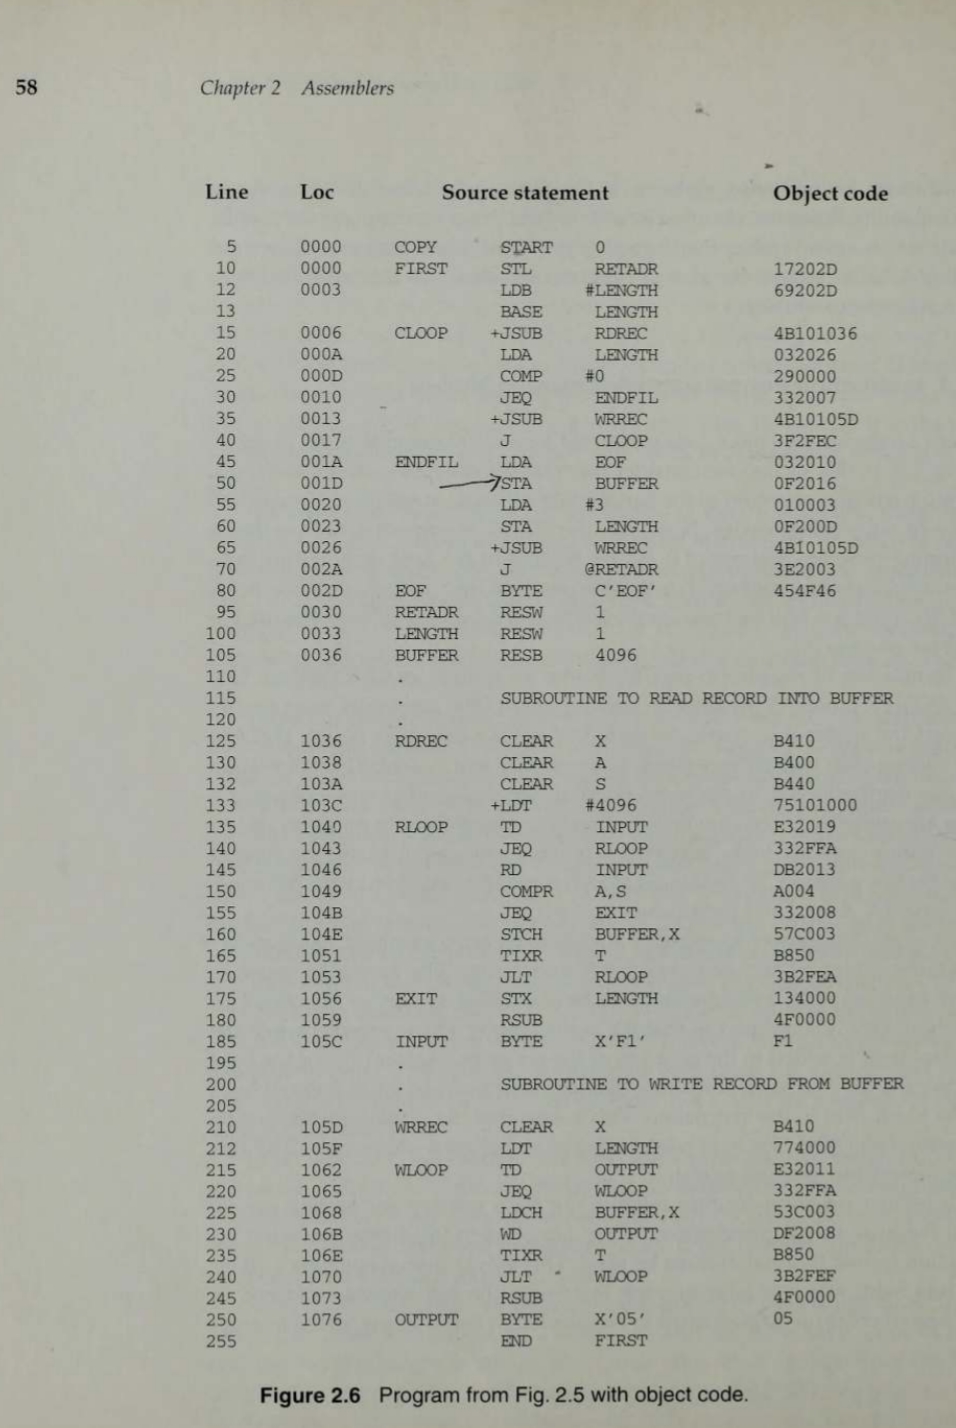 58 Chapter 2 Assemblers
Line Loc Source statement Object code
5 0000 COPY START 0
10 0000 FIRST STL RETADR 17202D
12 0003 LDB #LENGTH 69202D
13 BASE LENGTH
15 0006 CLOOP +JSUB RDREC 4B101036
20 000A LDA LENGTH 032026
25 000D COMP #0 290000
30 0010 JEQ ENDFIL 332007
35 0013 +JSUB WRREC 4B10105D
40 0017 J CLOOP 3F2FEC
45 001A ENDFIL LDA EOF 032010
50 001D STA BUFFER 0F2016
55 0020 LDA #3 010003
60 0023 STA LENGTH 0F200D
65 0026 +JSUB WRREC 4B10105D
70 002A J @RETADR 3E2003
80 002D EOF BYTE C'EOF' 454F46
95 0030 RETADR RESW 1
100 0033 LENGTH RESW 1
105 0036 BUFFER RESB 4096
110 .
115 . SUBROUTINE TO READ RECORD INTO BUFFER
120 .
125 1036 RDREC CLEAR X B410
130 1038 CLEAR A B400
132 103A CLEAR S B440
133 103C +LDT #4096 75101000
135 1040 RLOOP TD INPUT E32019
140 1043 JEQ RLOOP 332FFA
145 1046 RD INPUT DB2013
150 1049 COMPR A,S A004
155 104B JEQ EXIT 332008
160 104E STCH BUFFER,X 57C003
165 1051 TIXR T B850
170 1053 JLT RLOOP 3B2FEA
175 1056 EXIT STX LENGTH 134000
180 1059 RSUB 4F0000
185 105C INPUT BYTE X'F1' F1
195 .
200 . SUBROUTINE TO WRITE RECORD FROM BUFFER
205 .
210 105D WRREC CLEAR X B410
212 105F LDT LENGTH 774000
215 1062 WLOOP TD OUTPUT E32011
220 1065 JEQ WLOOP 332FFA
225 1068 LDCH BUFFER,X 53C003
230 106B WD OUTPUT DF2008
235 106E TIXR T B850
240 1070 JLT WLOOP 3B2FEF
245 1073 RSUB 4F0000
250 1076 OUTPUT BYTE X'05' 05
255 END FIRST
Figure 2.6 Program from Fig. 2.5 with object code.